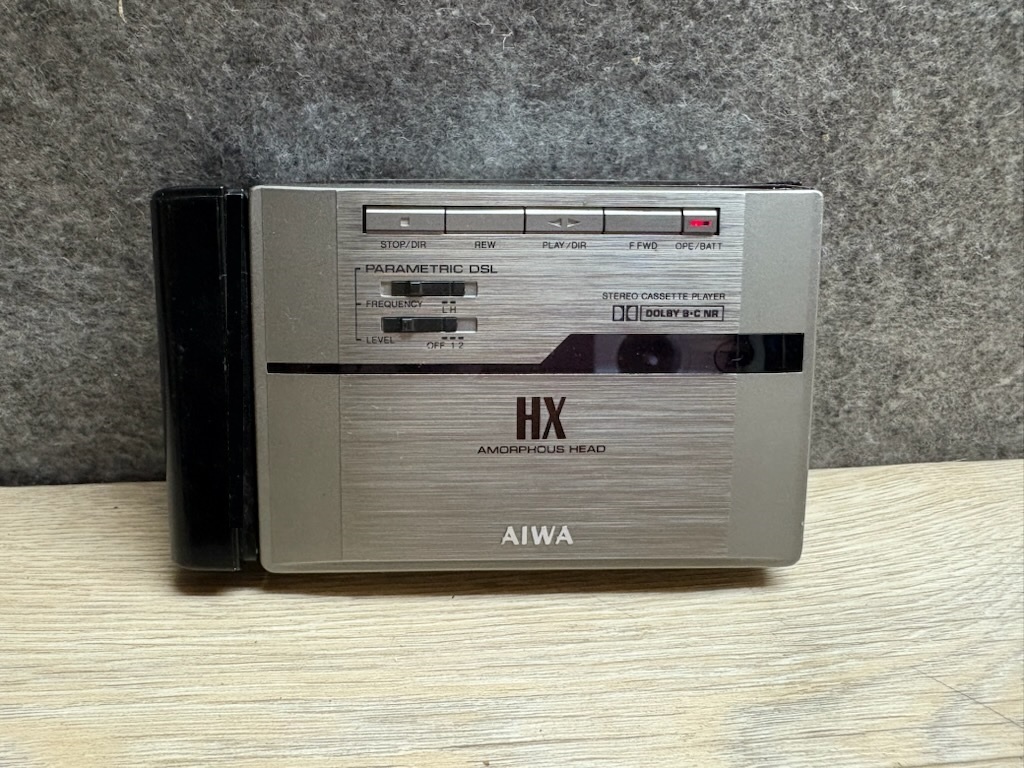 STOP/DIR REW PLAY/DIR F FWD OPE/BATT
PARAMETRIC DSL
FREQUENCY L H
LEVEL OFF 1 2
STEREO CASSETTE PLAYER
DOLBY B·C NR
HX
AMORPHOUS HEAD
AIWA